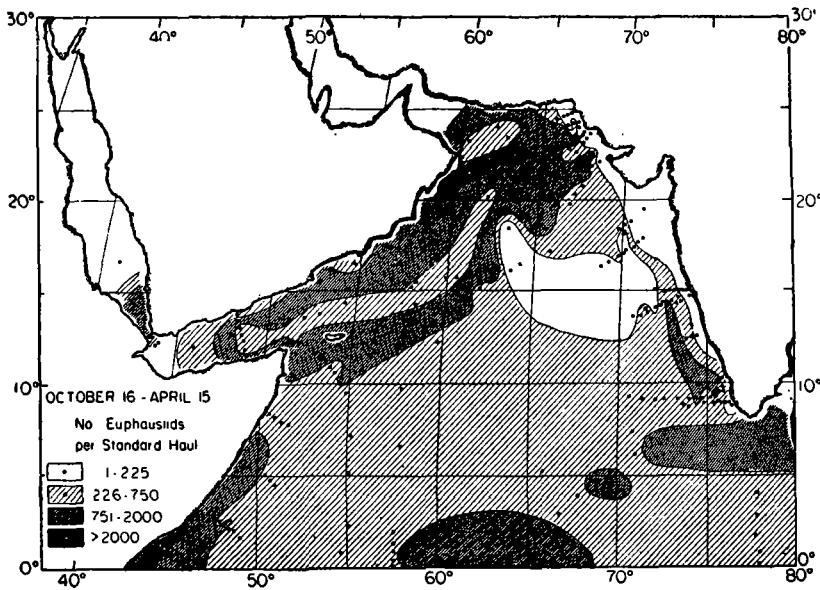 30° 40° 50° 60° 70° 80° 30°
20° 20°
10° 10°
OCTOBER 16 - APRIL 15
No Euphausiids
per Standard Haul
1-225
226-750
751-2000
>2000
0° 0°
40° 50° 60° 70° 80°